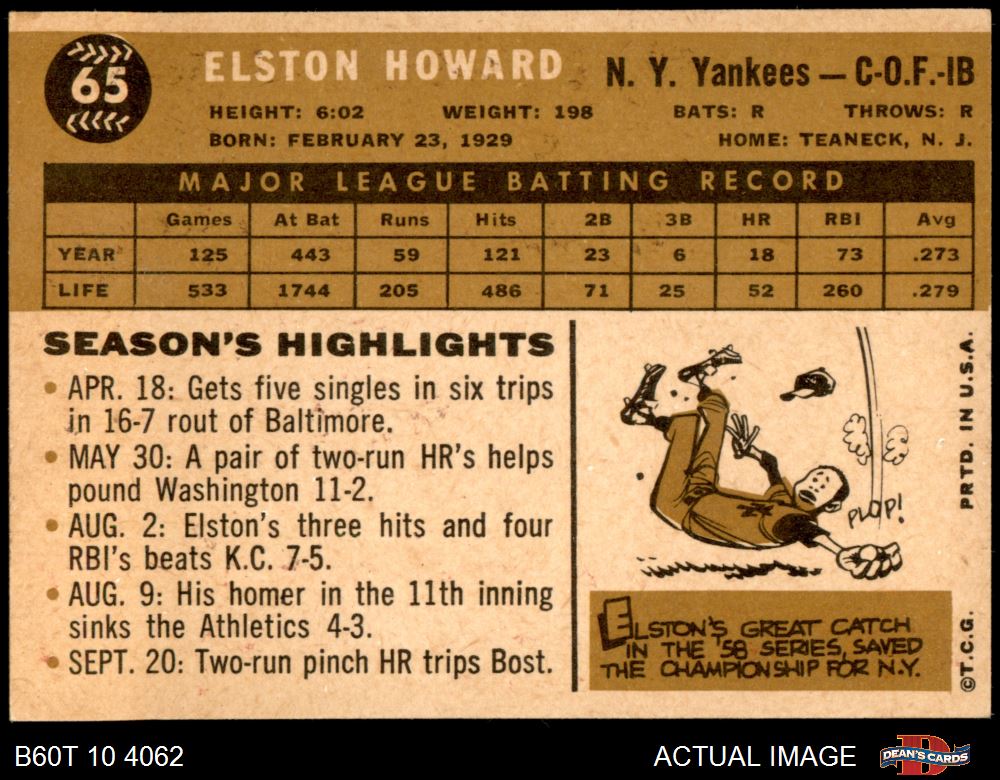 65
ELSTON HOWARD N. Y. Yankees — C-O.F.-1B
HEIGHT: 6:02 WEIGHT: 198 BATS: R THROWS: R
BORN: FEBRUARY 23, 1929 HOME: TEANECK, N. J.
MAJOR LEAGUE BATTING RECORD
Games At Bat Runs Hits 2B 3B HR RBI Avg
YEAR 125 443 59 121 23 6 18 73 .273
LIFE 533 1744 205 486 71 25 52 260 .279
SEASON'S HIGHLIGHTS
• APR. 18: Gets five singles in six trips
in 16-7 rout of Baltimore.
• MAY 30: A pair of two-run HR's helps
pound Washington 11-2.
• AUG. 2: Elston's three hits and four
RBI's beats K.C. 7-5.
• AUG. 9: His homer in the 11th inning
sinks the Athletics 4-3.
• SEPT. 20: Two-run pinch HR trips Bost.
PLOP!
ELSTON'S GREAT CATCH
IN THE '58 SERIES, SAVED
THE CHAMPIONSHIP FOR N.Y.
©T.C.G. PRTD. IN U.S.A.
B60T 10 4062 ACTUAL IMAGE DEAN'S CARDS